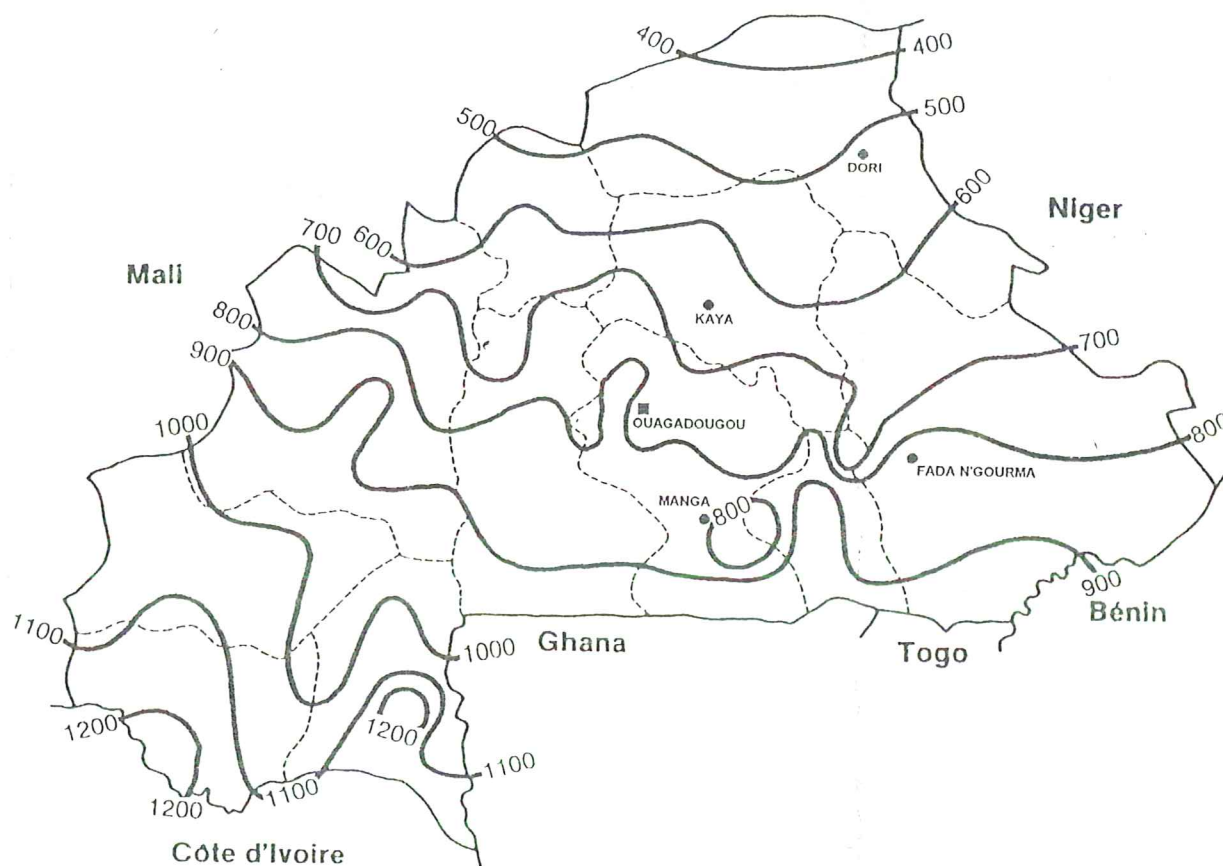 400
400
500
500
DORI
600
Niger
700
600
Mali
KAYA
800
700
900
OUAGADOUGOU
1000
800
FADA N'GOURMA
MANGA
800
900
Bénin
1100
Ghana
1000
Togo
1200
1200
1100
1200
1100
Côte d'Ivoire